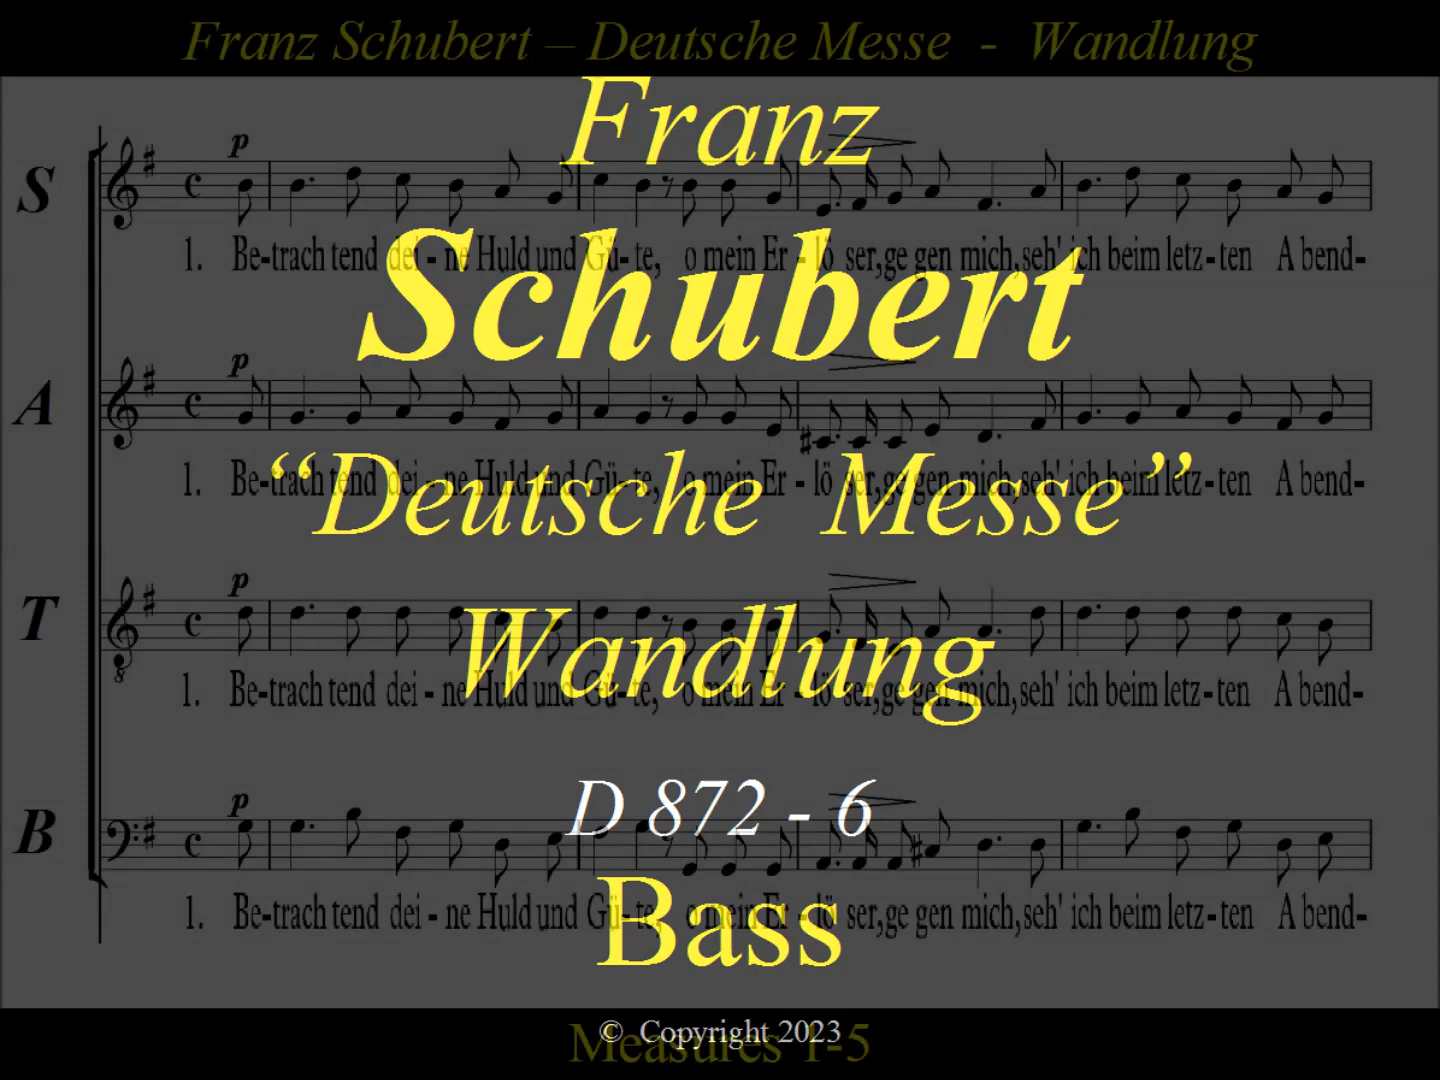 Franz Schubert – Deutsche Messe - Wandlung
Franz
p
S
1. Be-trach tend dei - ne Huld und Gü- te, o mein Er - lö ser,ge gen mich,seh' ich beim letz-ten A bend-
Schubert
p
A
1. Be-trach tend dei - ne Huld und Gü- te, o mein Er - lö ser,ge gen mich,seh' ich beim letz-ten A bend-
“Deutsche Messe”
p
T
Wandlung
1. Be-trach tend dei - ne Huld und Gü- te, o mein Er - lö ser,ge gen mich,seh' ich beim letz-ten A bend-
D 872 - 6
p
B
1. Be-trach tend dei - ne Huld und Gü- te, o mein Er - lö ser,ge gen mich,seh' ich beim letz-ten A bend-
Bass
© Copyright 2023
Measures 1-5